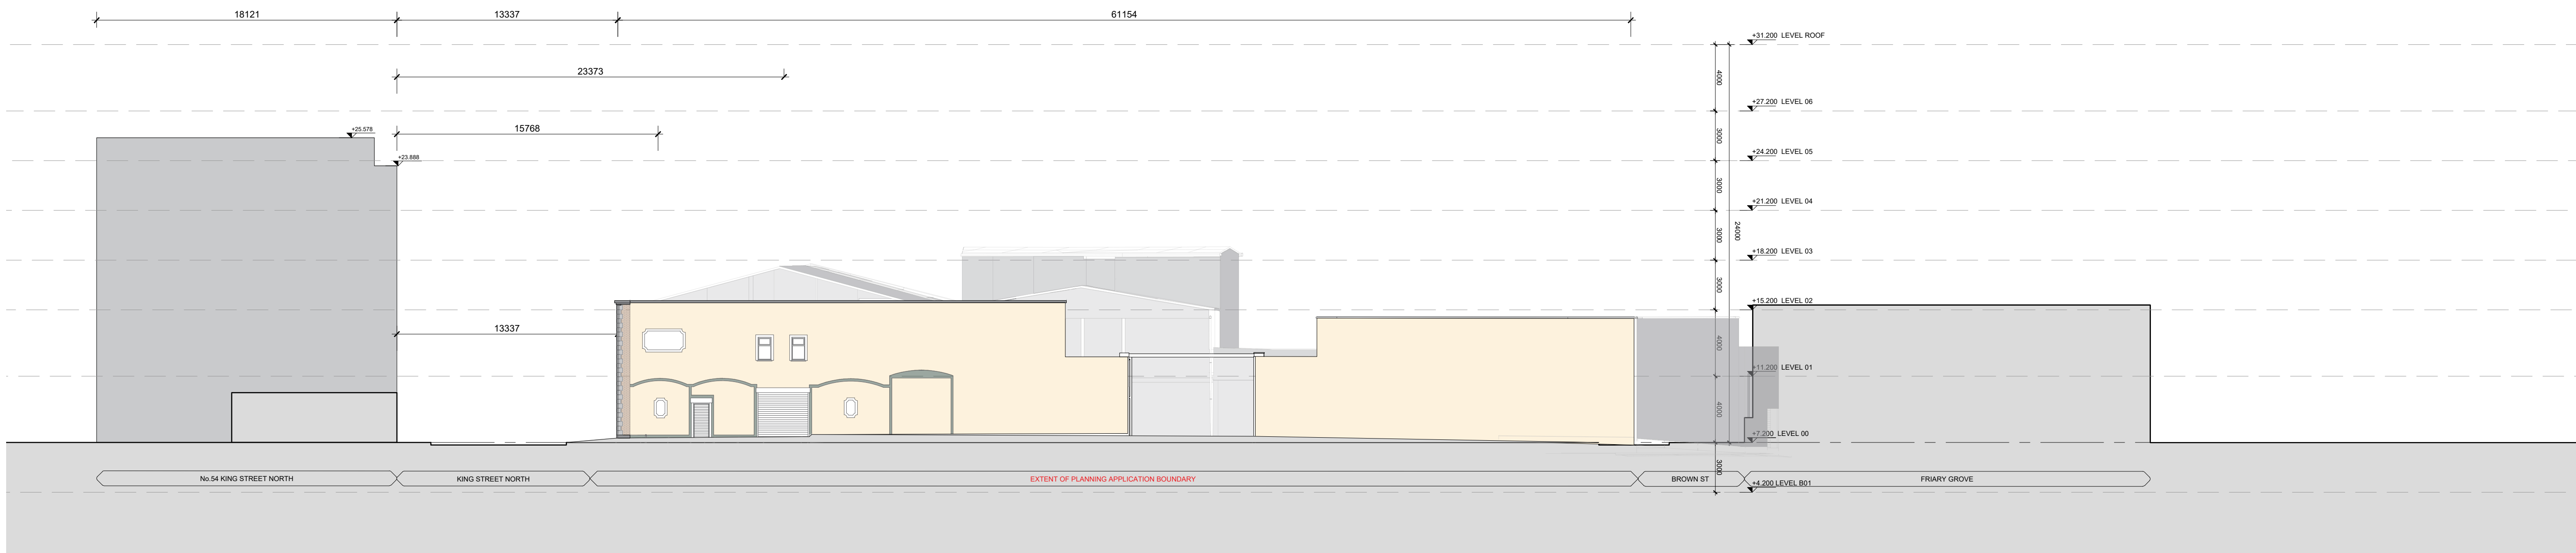 18121
13337
61154
+31.200 LEVEL ROOF
23373
4000
+27.200 LEVEL 06
15768
+25.578
3000
+23.888
+24.200 LEVEL 05
3000
+21.200 LEVEL 04
3000
24000
+18.200 LEVEL 03
3000
+15.200 LEVEL 02
13337
4000
+11.200 LEVEL 01
4000
+7.200 LEVEL 00
3000
No.54 KING STREET NORTH
KING STREET NORTH
EXTENT OF PLANNING APPLICATION BOUNDARY
BROWN ST
FRIARY GROVE
+4.200 LEVEL B01